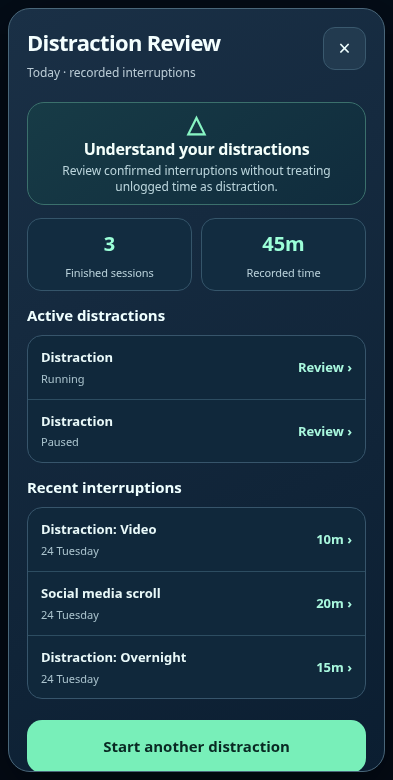 Distraction Review
×
Today · recorded interruptions
Understand your distractions
Review confirmed interruptions without treating
unlogged time as distraction.
3
Finished sessions
45m
Recorded time
Active distractions
Distraction
Running
Review ›
Distraction
Paused
Review ›
Recent interruptions
Distraction: Video
24 Tuesday
10m ›
Social media scroll
24 Tuesday
20m ›
Distraction: Overnight
24 Tuesday
15m ›
Start another distraction